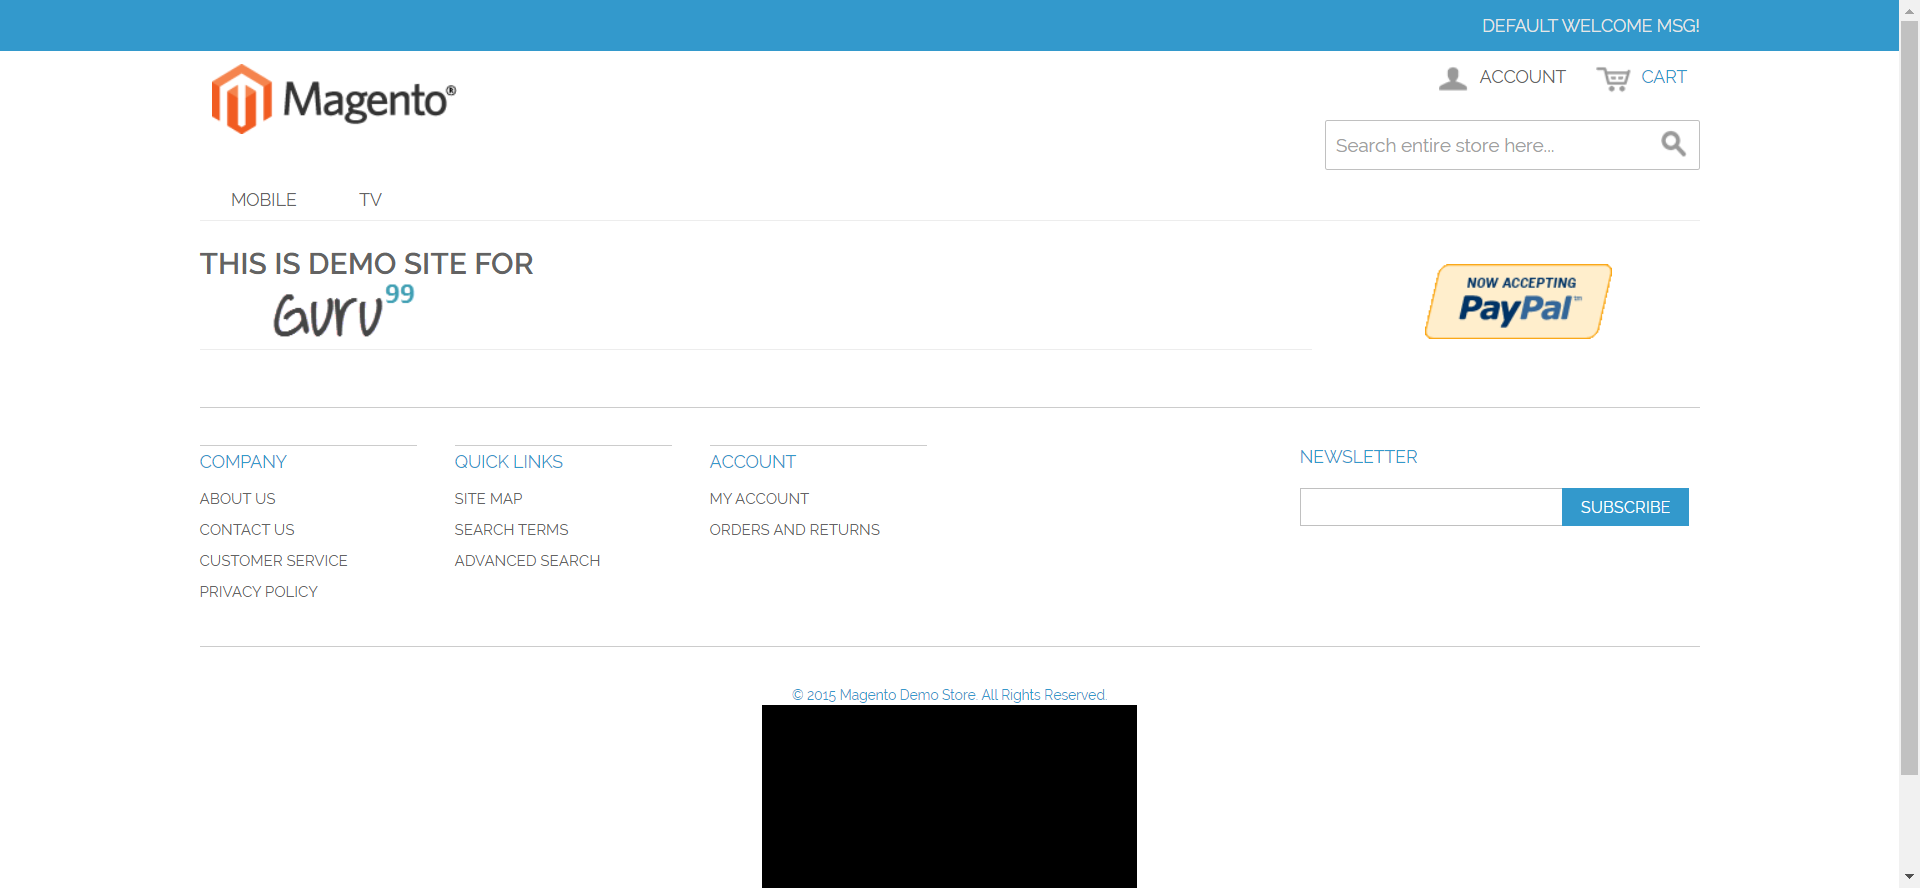 DEFAULT WELCOME MSG!
Magento®
ACCOUNT
CART
Search entire store here...
MOBILE
TV
THIS IS DEMO SITE FOR
Guru99
NOW ACCEPTING
PayPal™
COMPANY
ABOUT US
CONTACT US
CUSTOMER SERVICE
PRIVACY POLICY
QUICK LINKS
SITE MAP
SEARCH TERMS
ADVANCED SEARCH
ACCOUNT
MY ACCOUNT
ORDERS AND RETURNS
NEWSLETTER
SUBSCRIBE
© 2015 Magento Demo Store. All Rights Reserved.